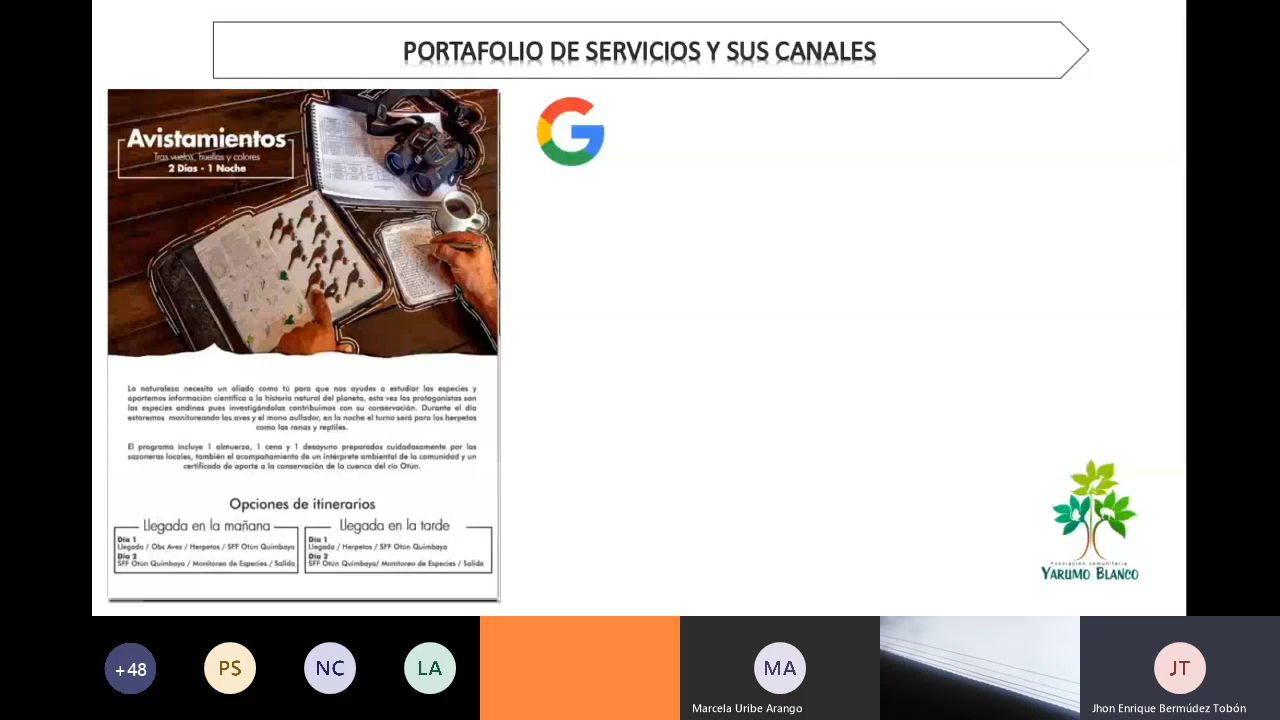 PORTAFOLIO DE SERVICIOS Y SUS CANALES
Avistamientos
Tras vuelos, huellas y colores
2 Días - 1 Noche
La naturaleza necesita un aliado como tú para que nos ayudes a estudiar las especies y
aportemos información científica a la historia natural del planeta, esta vez los protagonistas son
las especies andinas pues investigándolas contribuimos con su conservación. Durante el día
estaremos monitoreando las aves y el mono aullador, en la noche el turno será para los herpetos
como las ranas y reptiles.
El programa incluye 1 almuerzo, 1 cena y 1 desayuno preparados cuidadosamente por las
sazoneras locales, también el acompañamiento de un intérprete ambiental de la comunidad y un
certificado de aporte a la conservación de la cuenca del río Otún.
Opciones de itinerarios
Llegada en la mañana
Día 1
Llegada / Obs Aves / Herpetos / SFF Otún Quimbaya
Día 2
SFF Otún Quimbaya / Monitoreo de Especies / Salida
Llegada en la tarde
Día 1
Llegada / Herpetos / SFF Otún Quimbaya
Día 2
SFF Otún Quimbaya/ Monitoreo de Especies / Salida
G
Asociación comunitaria
YARUMO BLANCO
+48
PS
NC
LA
MA
Marcela Uribe Arango
JT
Jhon Enrique Bermúdez Tobón